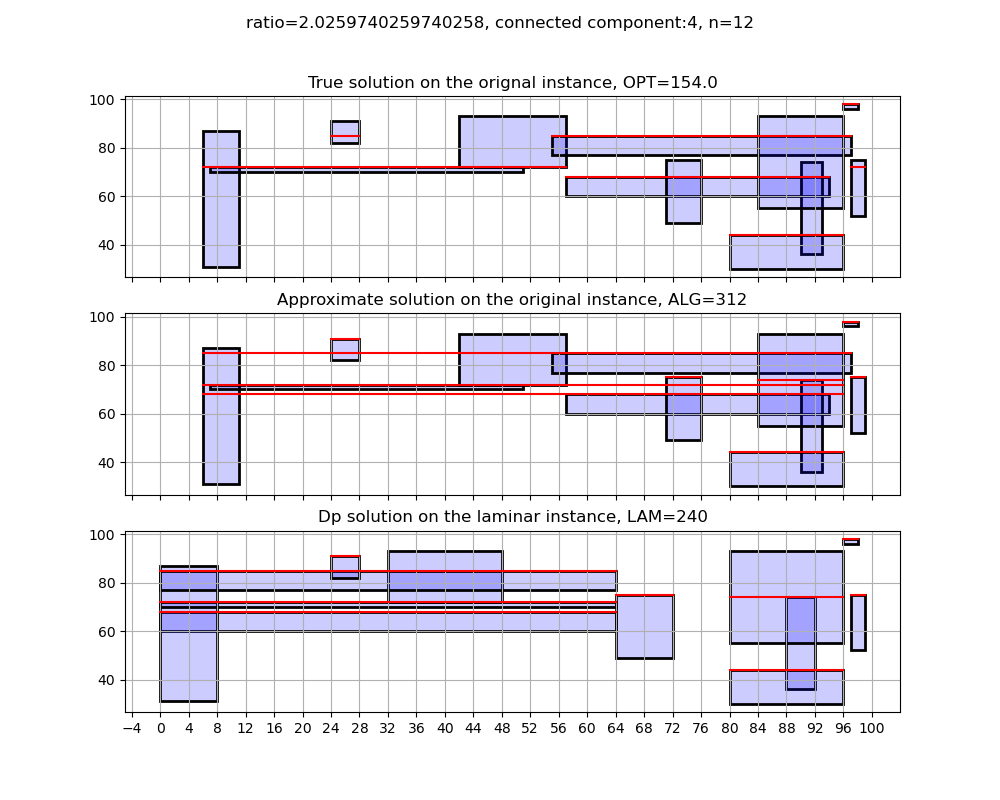 ratio=2.0259740259740258, connected component:4, n=12
True solution on the orignal instance, OPT=154.0
100
80
60
40
Approximate solution on the original instance, ALG=312
100
80
60
40
Dp solution on the laminar instance, LAM=240
100
80
60
40
−4 0 4 8 12 16 20 24 28 32 36 40 44 48 52 56 60 64 68 72 76 80 84 88 92 96 100